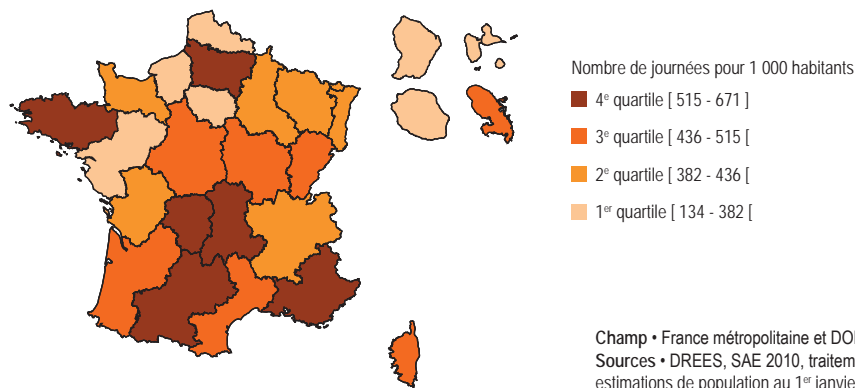 Nombre de journées pour 1 000 habitants
4e quartile [ 515 - 671 ]
3e quartile [ 436 - 515 [
2e quartile [ 382 - 436 [
1er quartile [ 134 - 382 [
Champ • France métropolitaine et
Sources • DREES, SAE 2010,
estimations de population au 1er